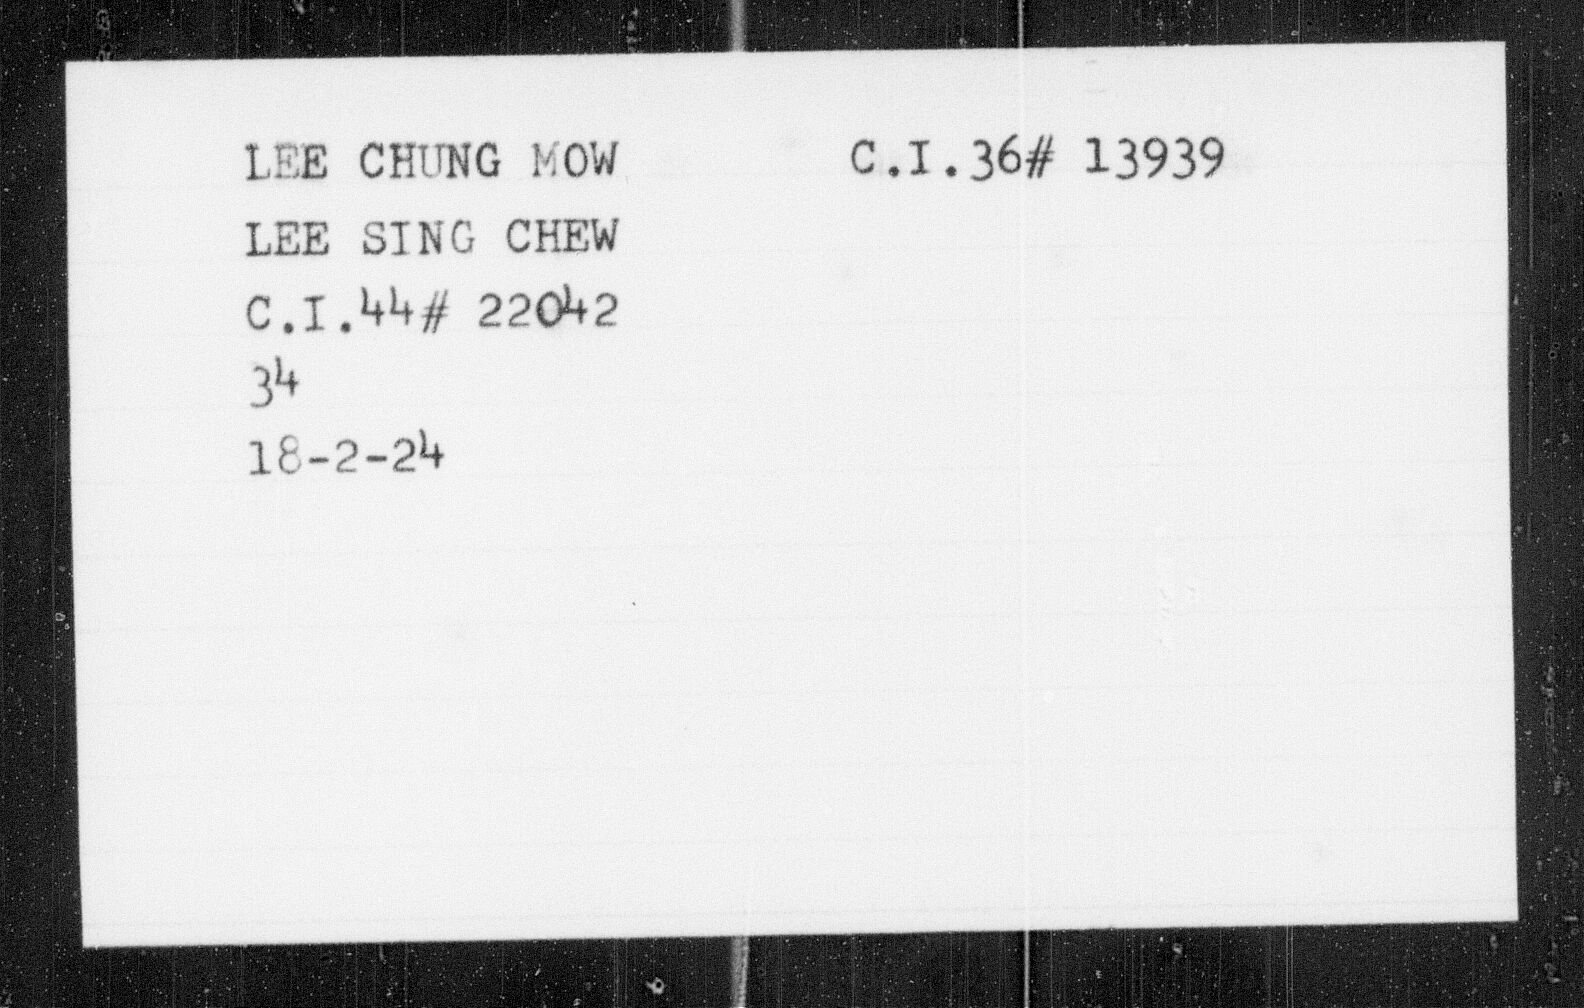 LEE CHUNG MOW C.I.36# 13939
LEE SING CHEW
C.I.44# 22042
34
18-2-24